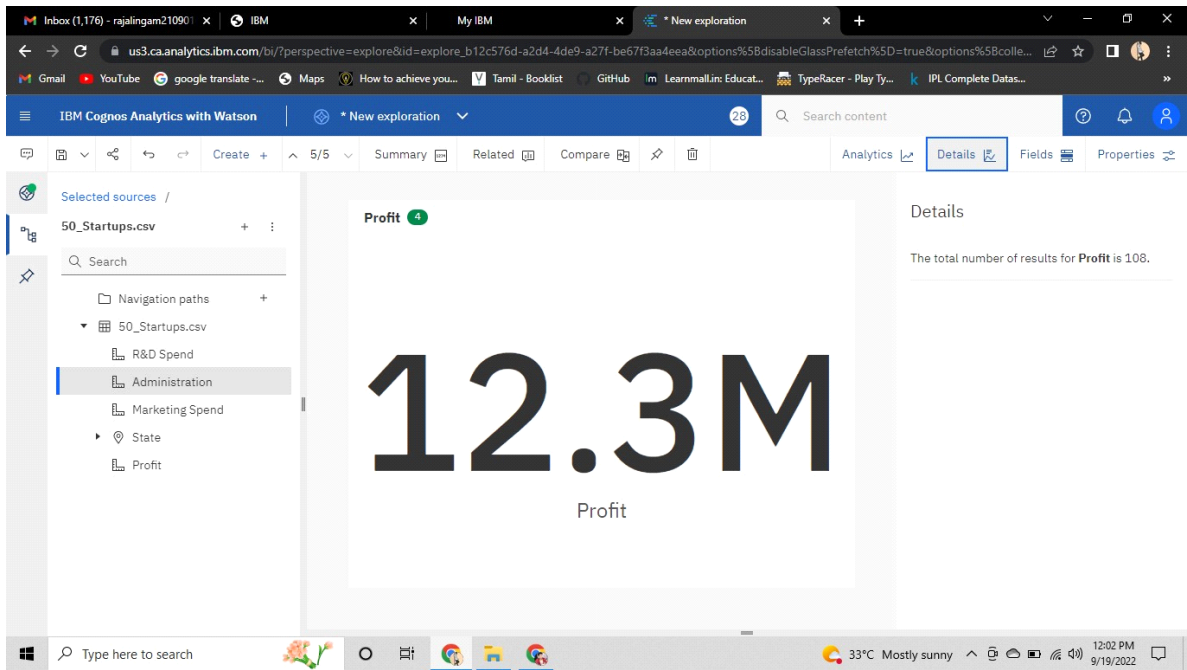 Inbox (1,176) - rajalingam210901
IBM
My IBM
* New exploration
us3.ca.analytics.ibm.com/bi/?perspective=explore&id=explore_b12c576d-a2d4-4de9-a27f-be67f3aa4eea&options%5BdisableGlassPrefetch%5D=true&options%5Bcolle...
Gmail YouTube google translate -... Maps How to achieve you... Tamil - Booklist GitHub Learnmall.in: Educat... TypeRacer - Play Ty... IPL Complete Datas... »
IBM Cognos Analytics with Watson * New exploration 28 Search content
Create + 5/5 Summary Related Compare Analytics Details Fields Properties
Selected sources /
50_Startups.csv
Search
Navigation paths
50_Startups.csv
R&D Spend
Administration
Marketing Spend
State
Profit
Profit 4
12.3M
Profit
Details
The total number of results for Profit is 108.
Type here to search
33°C Mostly sunny
12:02 PM
9/19/2022